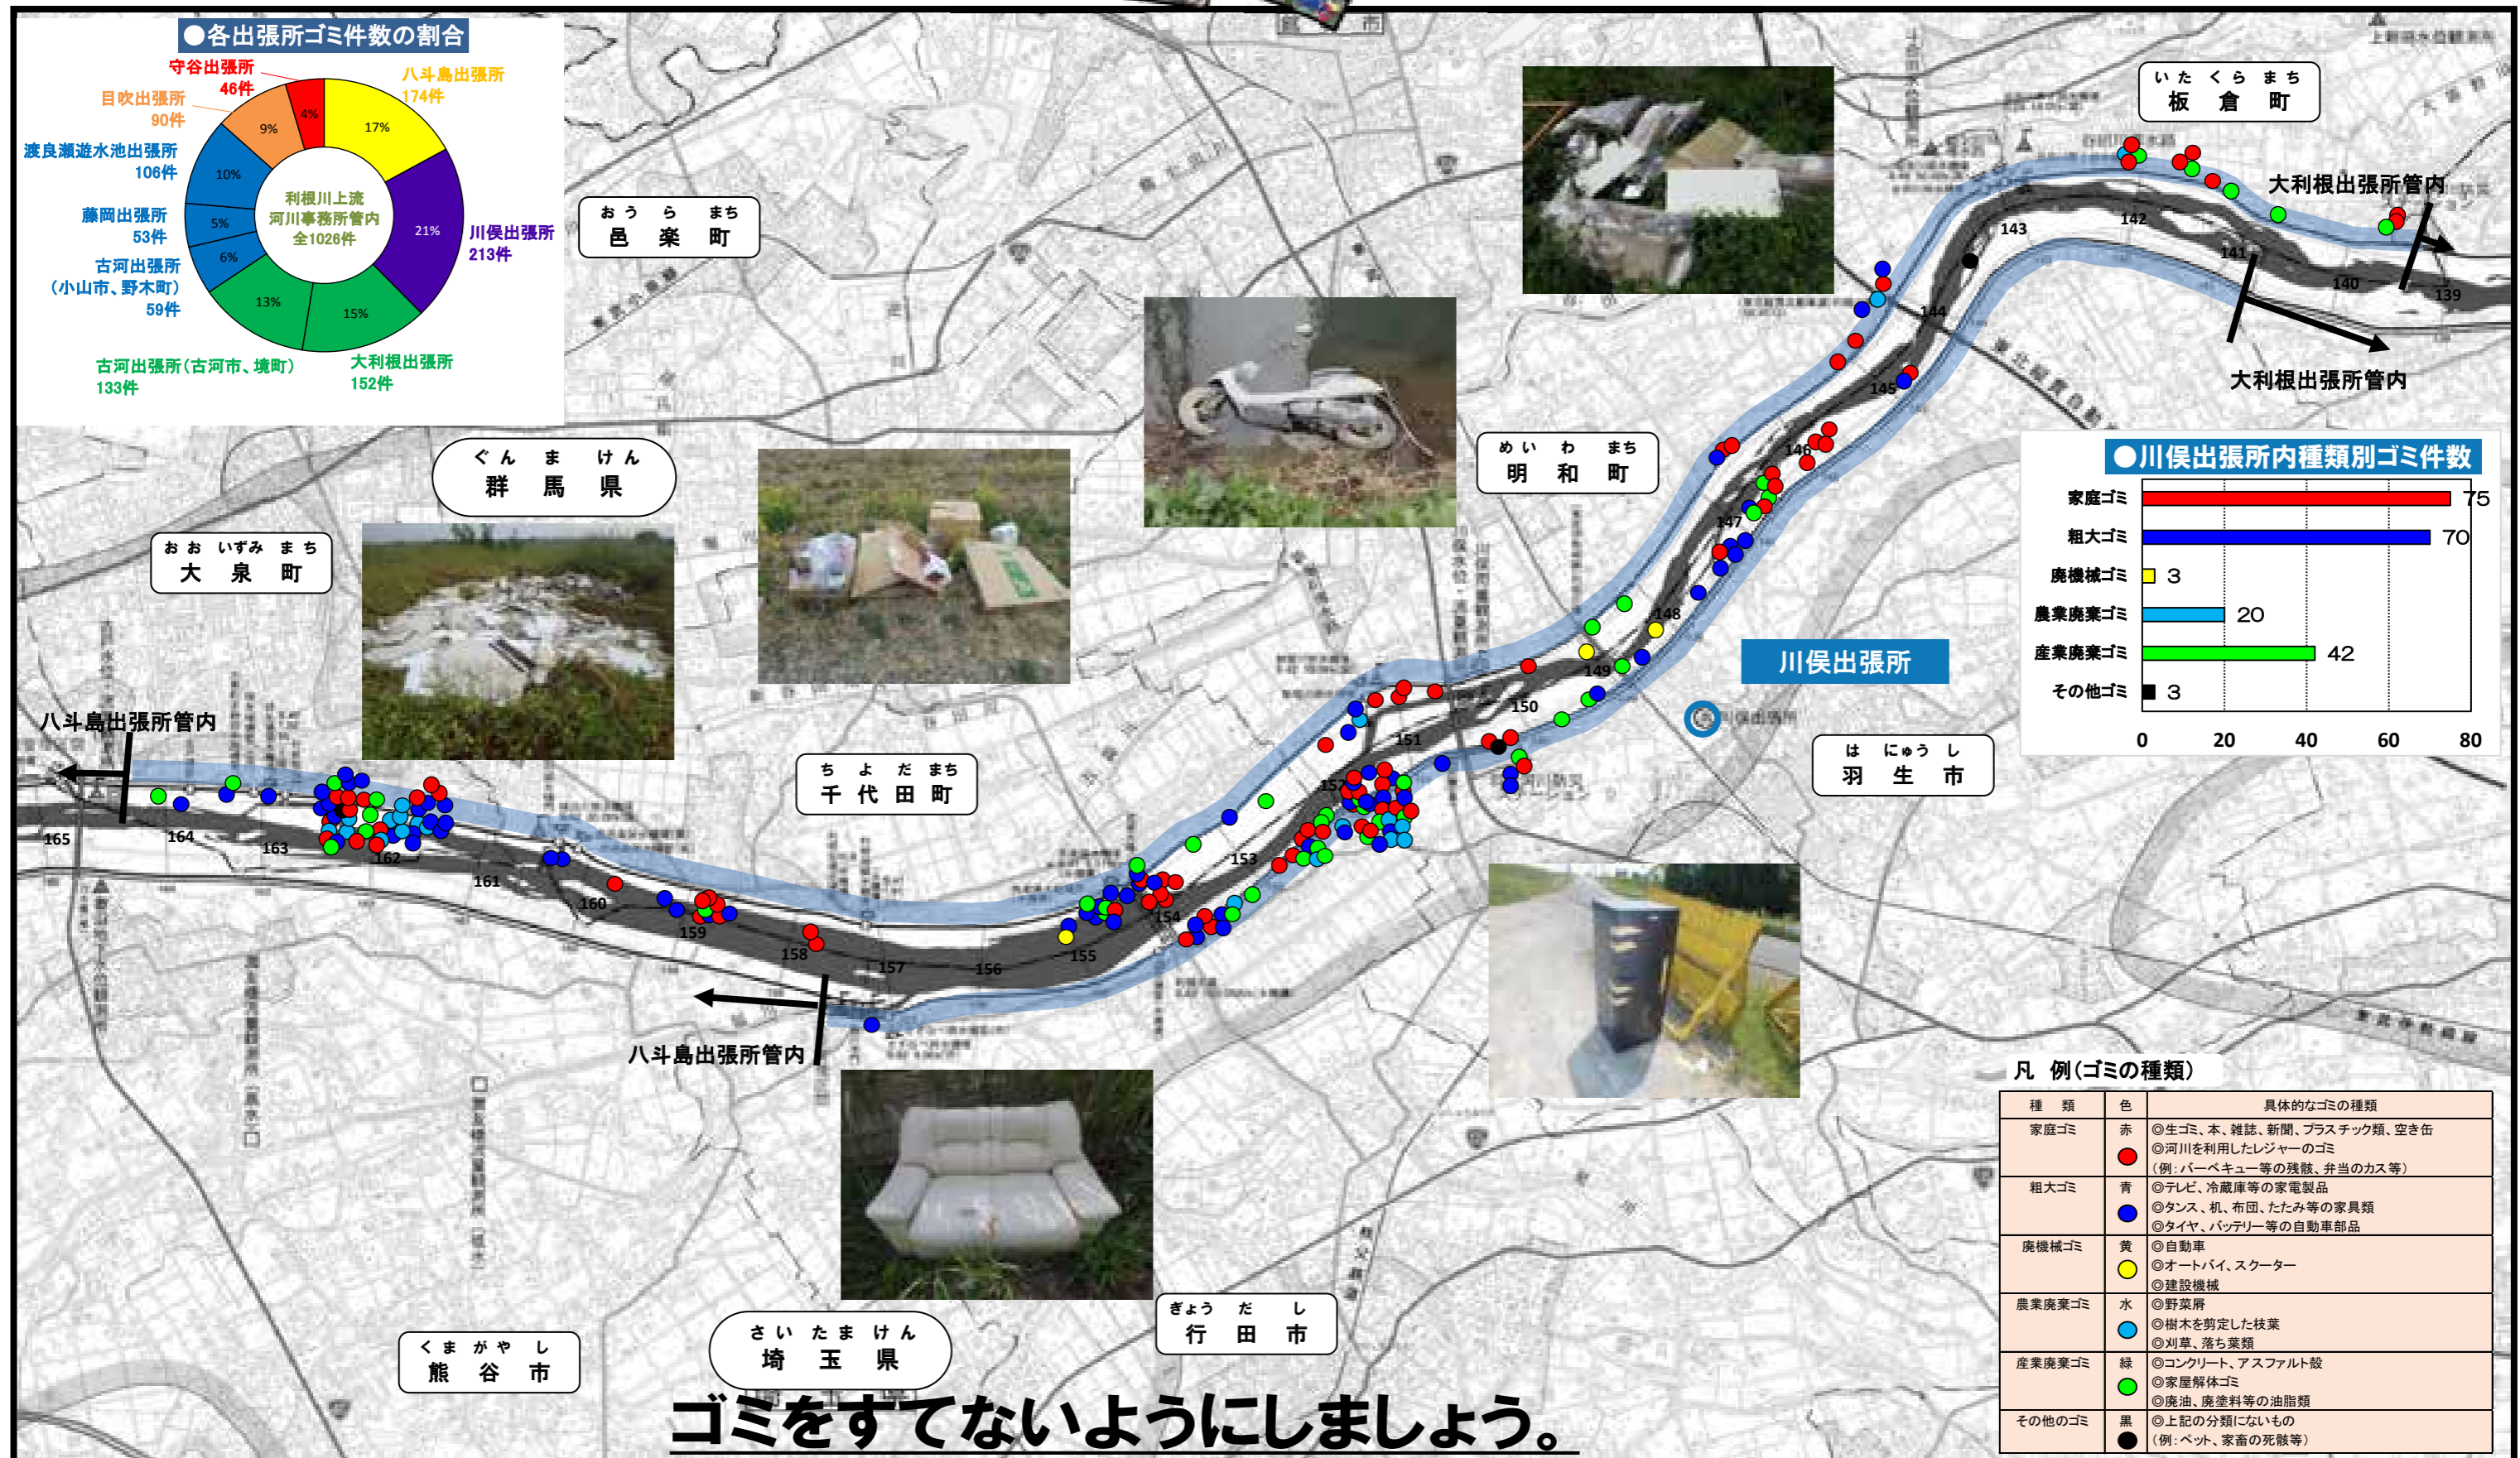 ●各出張所ゴミ件数の割合
守谷出張所
46件
目吹出張所
90件
渡良瀬遊水池出張所
106件
藤岡出張所
53件
古河出張所
(小山市、野木町)
59件
古河出張所(古河市、境町)
133件
大利根出張所
152件
川俣出張所
213件
八斗島出張所
174件
4%
17%
9%
10%
5%
6%
13%
15%
21%
利根川上流
河川事務所管内
全1026件
おうらまち
邑楽町
いたくらまち
板倉町
大利根出張所管内
大利根出張所管内
ぐんまけん
群馬県
おおいずみまち
大泉町
めいわまち
明和町
ちよだまち
千代田町
川俣出張所
川俣出張所
はにゅうし
羽生市
八斗島出張所管内
八斗島出張所管内
くまがやし
熊谷市
さいたまけん
埼玉県
ぎょうだし
行田市
165
164
163
162
161
160
159
158
157
156
155
154
153
152
151
150
149
148
147
146
145
144
143
142
141
140
139
●川俣出張所内種類別ゴミ件数
家庭ゴミ 75
粗大ゴミ 70
廃機械ゴミ 3
農業廃棄ゴミ 20
産業廃棄ゴミ 42
その他ゴミ 3
0 20 40 60 80
凡 例(ゴミの種類)
種 類 色 具体的なゴミの種類
家庭ゴミ 赤 ◎生ゴミ、本、雑誌、新聞、プラスチック類、空き缶
◎河川を利用したレジャーのゴミ
(例:バーベキュー等の残骸、弁当のカス等)
粗大ゴミ 青 ◎テレビ、冷蔵庫等の家電製品
◎タンス、机、布団、たたみ等の家具類
◎タイヤ、バッテリー等の自動車部品
廃機械ゴミ 黄 ◎自動車
◎オートバイ、スクーター
◎建設機械
農業廃棄ゴミ 水 ◎野菜屑
◎樹木を剪定した枝葉
◎刈草、落ち葉類
産業廃棄ゴミ 緑 ◎コンクリート、アスファルト殻
◎家屋解体ゴミ
◎廃油、廃塗料等の油脂類
その他のゴミ 黒 ◎上記の分類にないもの
(例:ペット、家畜の死骸等)
ゴミをすてないようにしましょう。